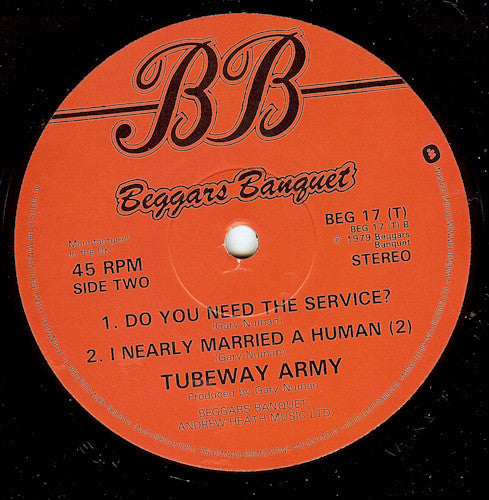 BB
Beggars Banquet
BEG 17 (T)
BEG 17 (T) B
℗ 1979 Beggars
Banquet
STEREO
Manufactured
in the UK
45 RPM
SIDE TWO
1. DO YOU NEED THE SERVICE?
(Gary Numan)
2. I NEARLY MARRIED A HUMAN (2)
(Gary Numan)
TUBEWAY ARMY
Produced by Gary Numan
BEGGARS BANQUET/
ANDREW HEATH MUSIC LTD.